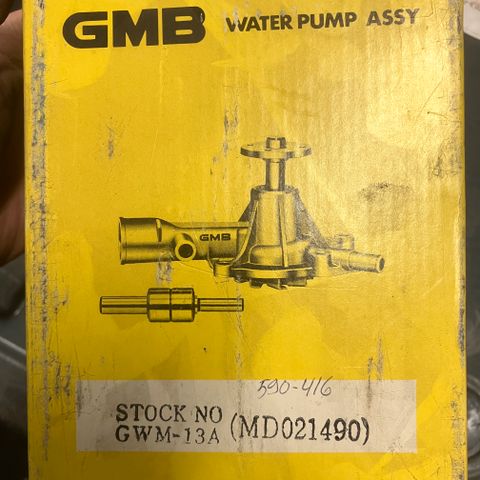 GMB WATER PUMP ASSY
GMB
590-416
STOCK NO
GWM-13A (MD021490)